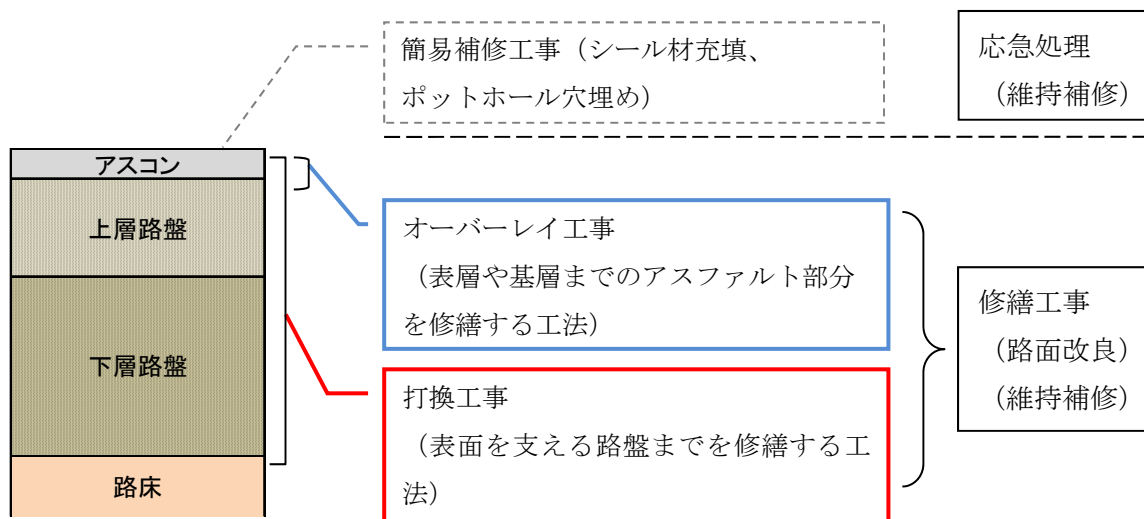 簡易補修工事（シール材充填、
ポットホール穴埋め）
応急処理
（維持補修）
アスコン
上層路盤
下層路盤
路床
オーバーレイ工事
（表層や基層までのアスファルト部分
を修繕する工法）
打換工事
（表面を支える路盤までを修繕する工
法）
修繕工事
（路面改良）
（維持補修）